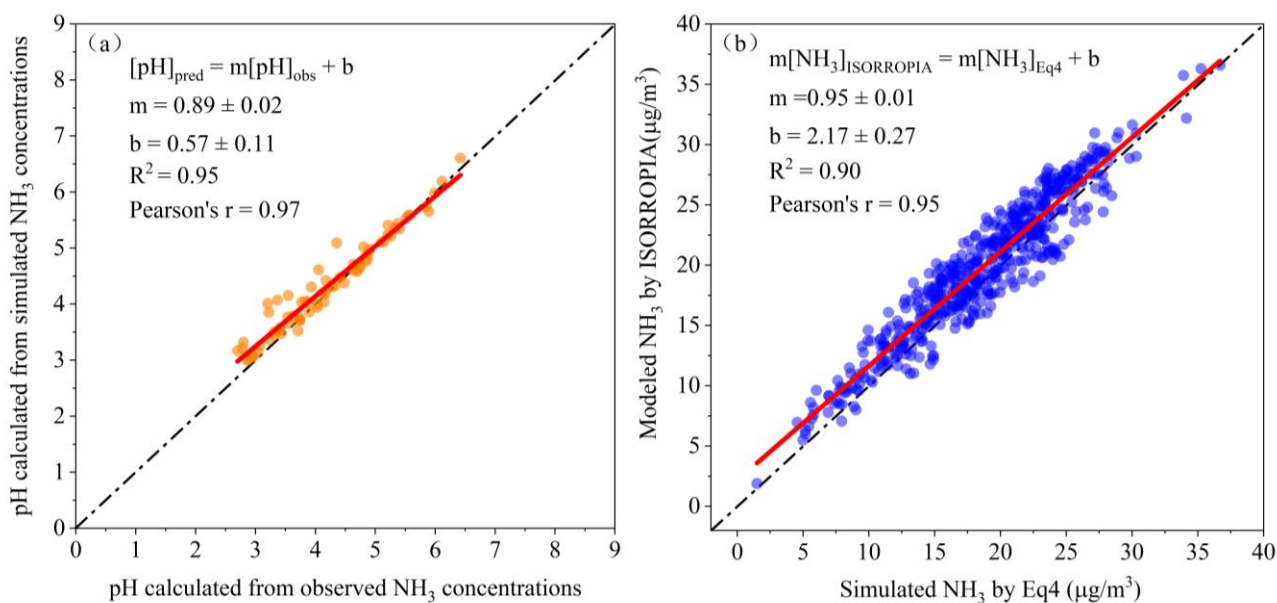 （a）
[pH]pred = m[pH]obs + b
m = 0.89 ± 0.02
b = 0.57 ± 0.11
R² = 0.95
Pearson's r = 0.97
9
8
7
6
5
4
3
2
1
0
0 1 2 3 4 5 6 7 8 9
pH calculated from simulated NH₃ concentrations
pH calculated from observed NH₃ concentrations
（b）
m[NH₃]ISORROPIA = m[NH₃]Eq4 + b
m =0.95 ± 0.01
b = 2.17 ± 0.27
R² = 0.90
Pearson's r = 0.95
40
35
30
25
20
15
10
5
0
0 5 10 15 20 25 30 35 40
Modeled NH₃ by ISORROPIA(μg/m³)
Simulated NH₃ by Eq4 (μg/m³)